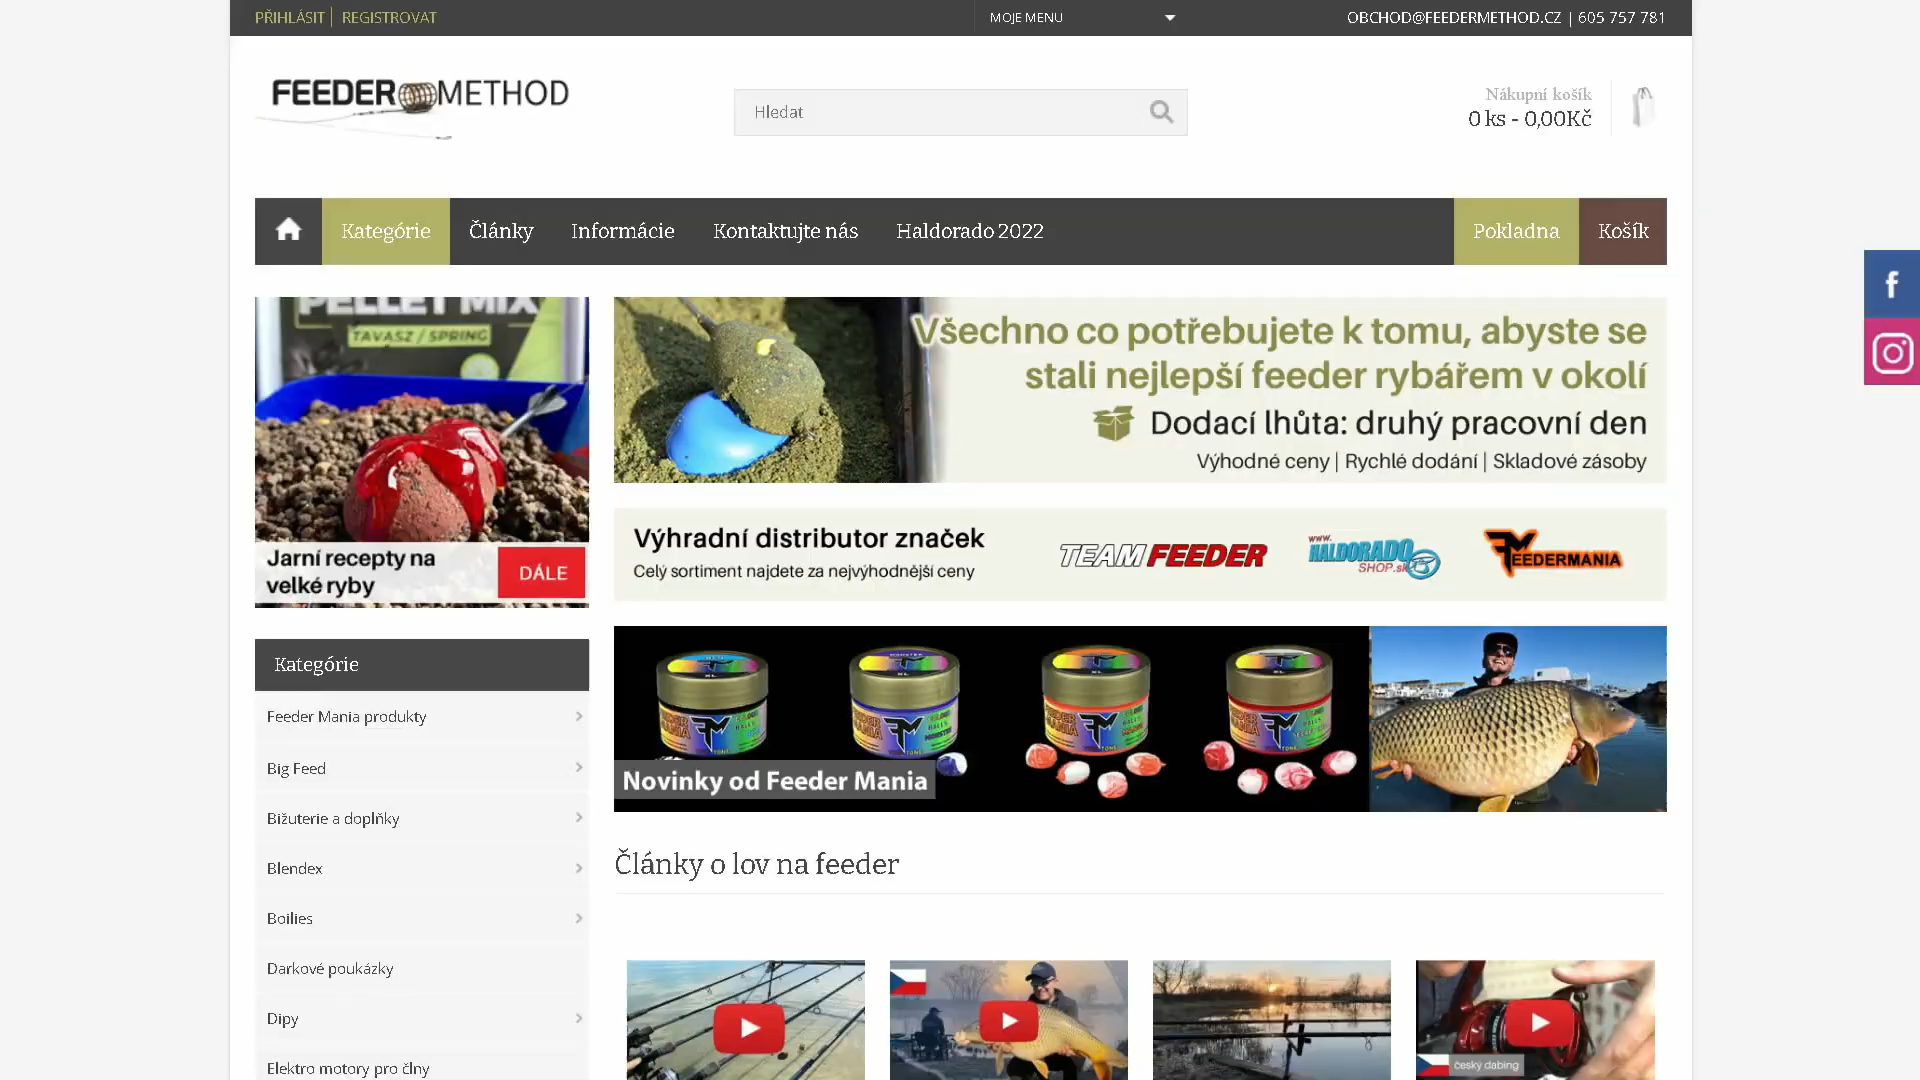 PŘIHLÁSIT
REGISTROVAT
MOJE MENU
OBCHOD@FEEDERMETHOD.CZ | 605 757 781
FEEDER METHOD
Hledat
Nákupní košík
0 ks - 0,00Kč
Kategórie
Články
Informácie
Kontaktujte nás
Haldorado 2022
Pokladna
Košík
PELLET MIX
TAVASZ / SPRING
Jarní recepty na
velké ryby
DÁLE
Všechno co potřebujete k tomu, abyste se
stali nejlepší feeder rybářem v okolí
Dodací lhůta: druhý pracovní den
Výhodné ceny | Rychlé dodání | Skladové zásoby
Výhradní distributor značek
Celý sortiment najdete za nejvýhodnější ceny
TEAM FEEDER
www.
HALDORADO
SHOP.sk
FEEDERMANIA
Novinky od Feeder Mania
Kategórie
Feeder Mania produkty
Big Feed
Bižuterie a doplňky
Blendex
Boilies
Darkové poukázky
Dipy
Elektro motory pro člny
Články o lov na feeder
český dabing